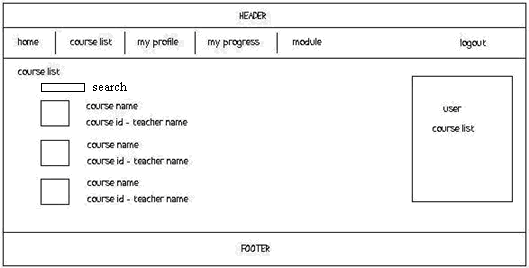 HEADER
home course list my profile my progress module logout
course list
search
course name
course id - teacher name
course name
course id - teacher name
course name
course id - teacher name
user
course list
FOOTER